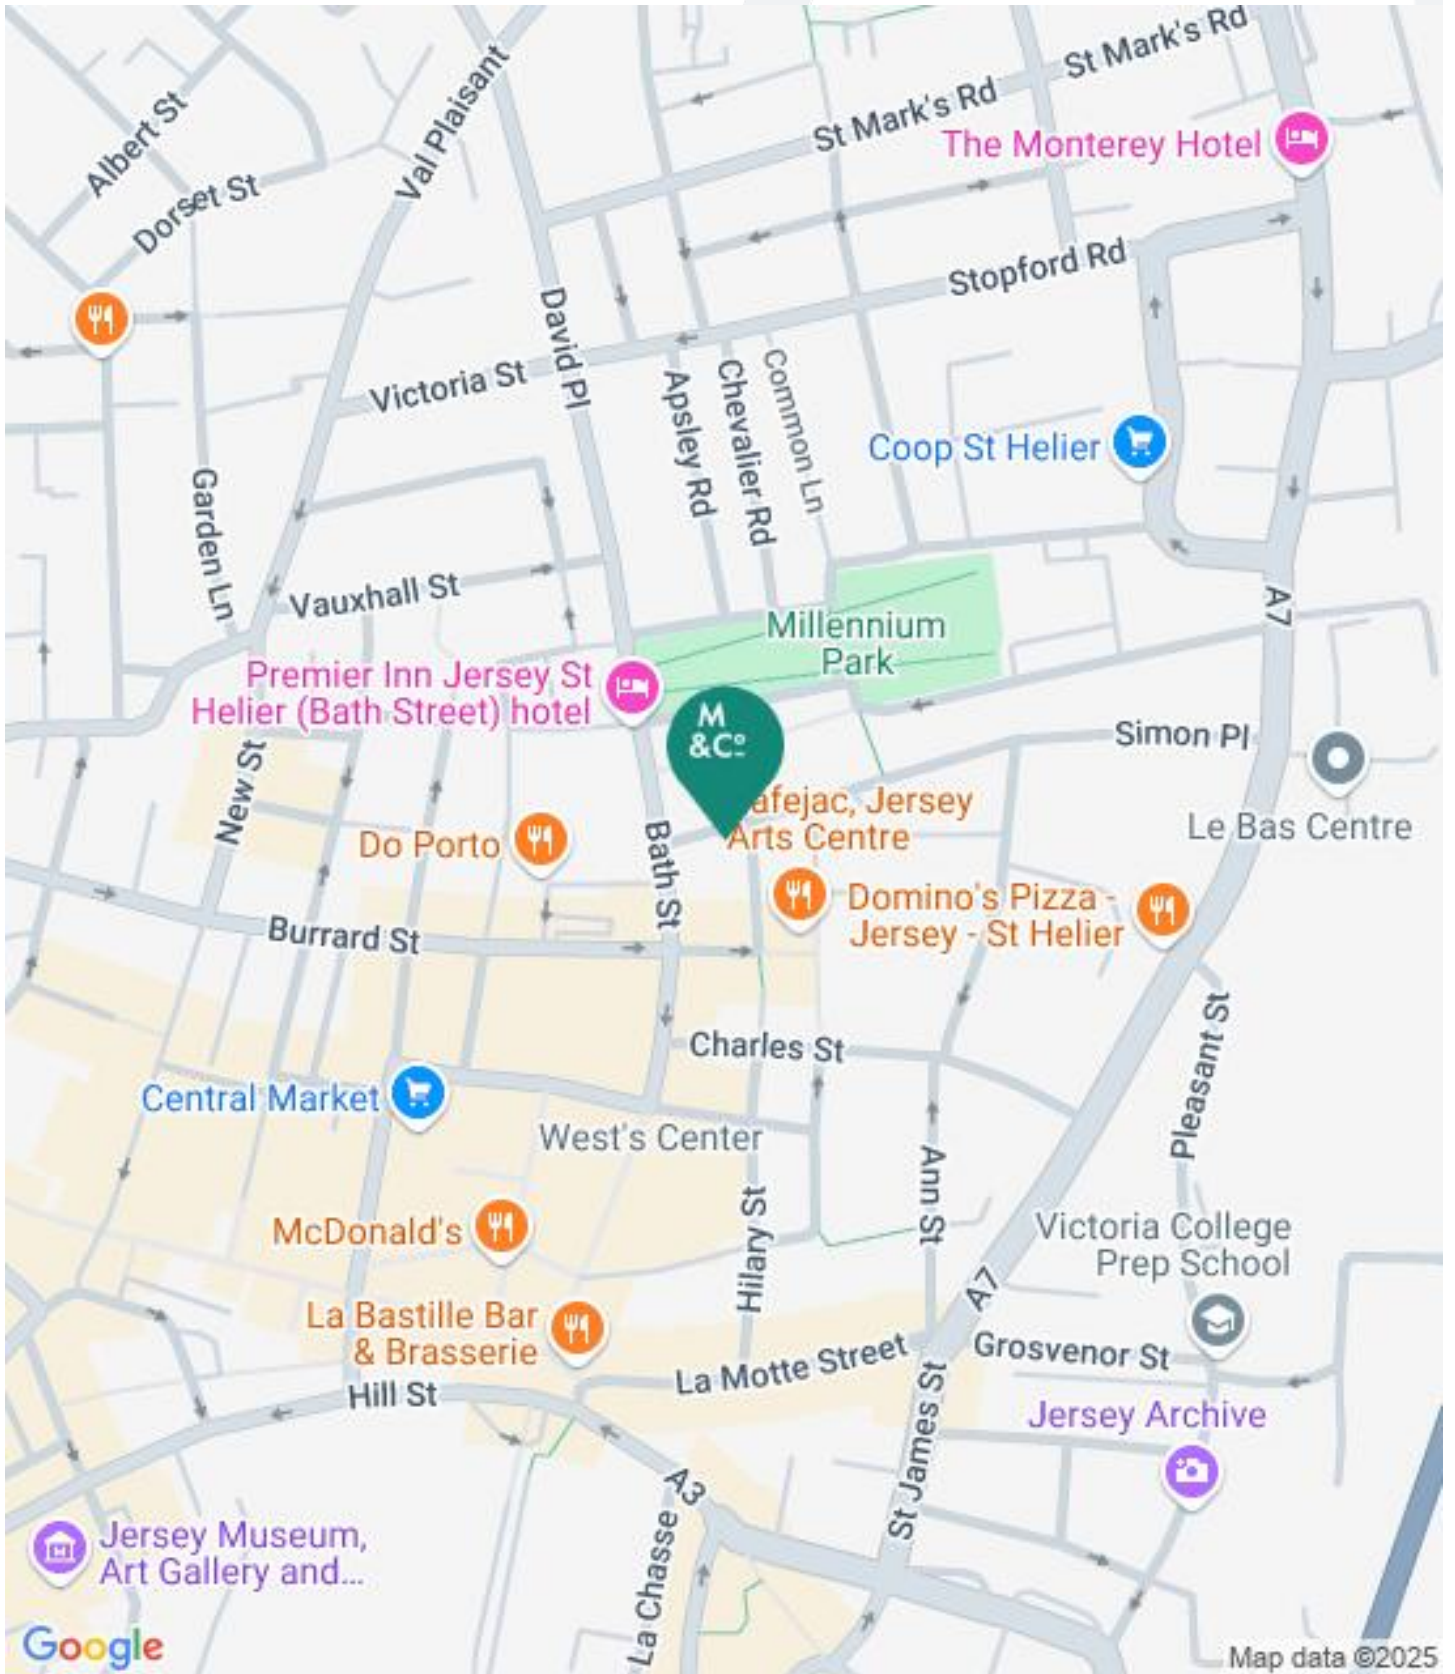 St Mark's Rd
St Mark's Rd
The Monterey Hotel
Albert St
Val Plaisant
Dorset St
Stopford Rd
David Pl
Victoria St
Apsley Rd
Chevalier Rd
Common Ln
Coop St Helier
Garden Ln
Vauxhall St
A7
Millennium
Park
Premier Inn Jersey St
Helier (Bath Street) hotel
M
&Cº
Simon Pl
New St
afejac, Jersey
Arts Centre
Le Bas Centre
Do Porto
Bath St
Domino's Pizza -
Jersey - St Helier
Burrard St
Pleasant St
Charles St
Central Market
West's Center
Ann St
Hilary St
McDonald's
Victoria College
Prep School
A7
La Bastille Bar
& Brasserie
La Motte Street
Grosvenor St
Hill St
St James St
Jersey Archive
A3
La Chasse
Jersey Museum,
Art Gallery and...
Google
Map data ©2025